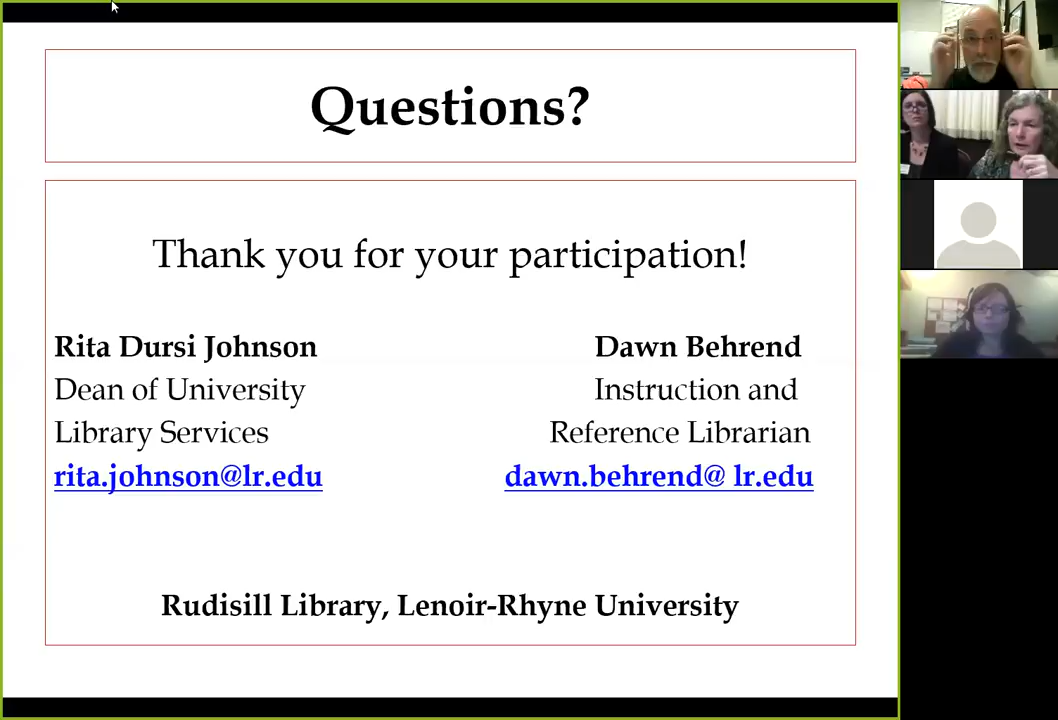 Questions?
Thank you for your participation!
Rita Dursi Johnson
Dawn Behrend
Dean of University
Instruction and
Library Services
Reference Librarian
rita.johnson@lr.edu
dawn.behrend@ lr.edu
Rudisill Library, Lenoir-Rhyne University